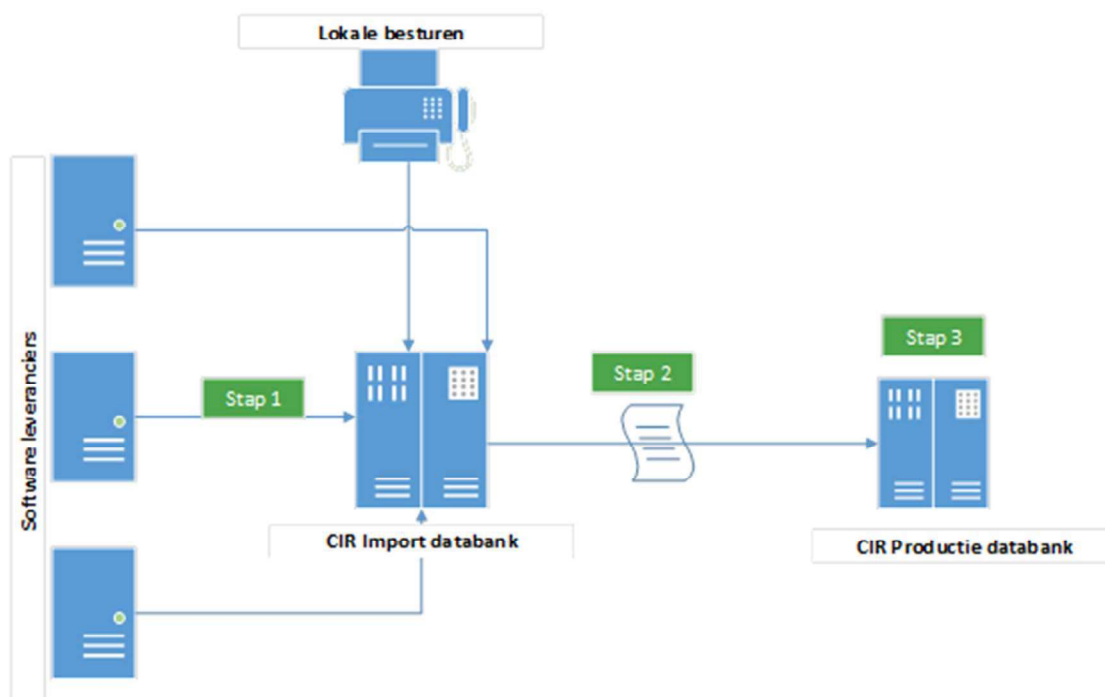 Lokale besturen
Software leveranciers
Stap 1
Stap 2
Stap 3
CIR Import databank
CIR Productie databank